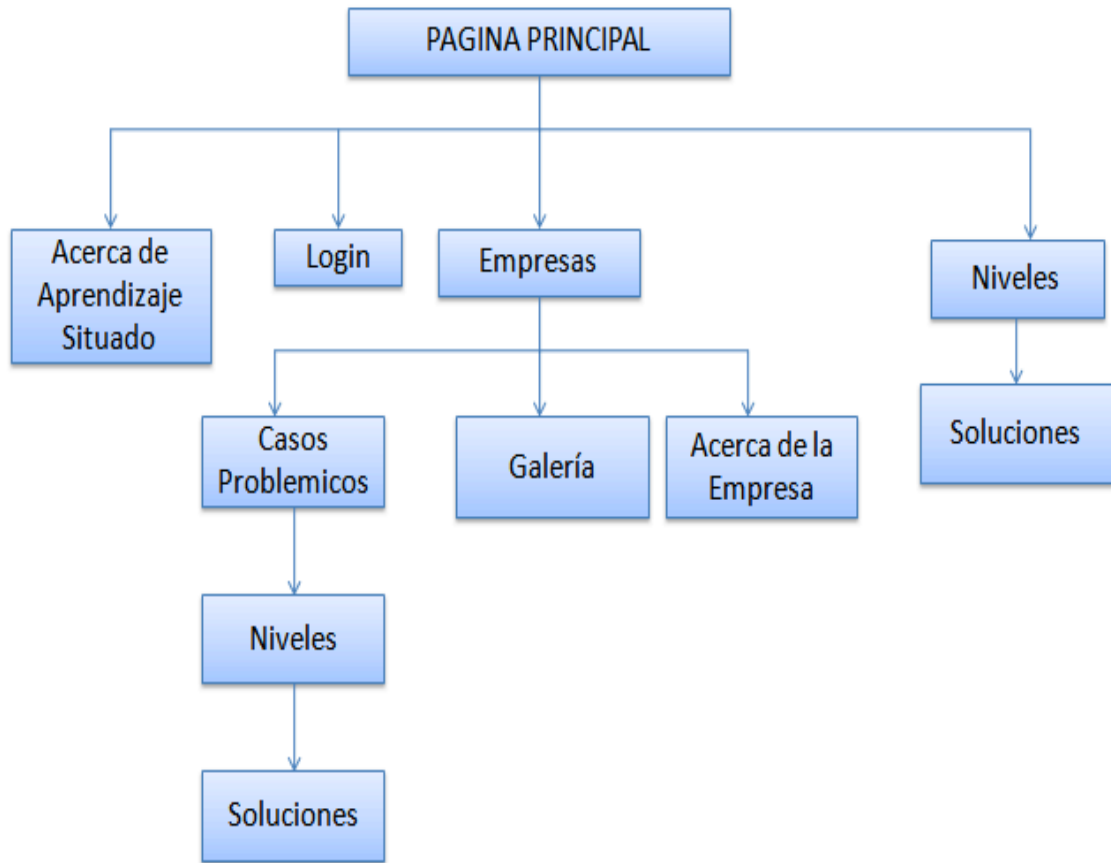 PAGINA PRINCIPAL
Acerca de
Aprendizaje
Situado
Login
Empresas
Niveles
Casos
Problemicos
Galería
Acerca de la
Empresa
Soluciones
Niveles
Soluciones